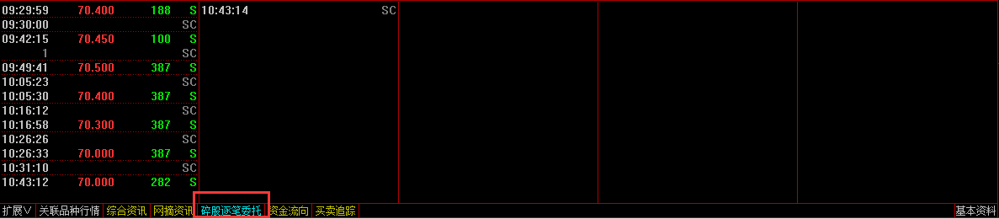 09:29:59 70.400 188 S
09:30:00 SC
09:42:15 70.450 100 S
1 SC
09:49:41 70.500 387 S
10:05:23 SC
10:05:30 70.400 387 S
10:16:12 SC
10:16:58 70.300 387 S
10:26:26 SC
10:26:33 70.000 387 S
10:31:10 SC
10:43:12 70.000 282 S
10:43:14 SC
扩展∨ 关联品种行情 综合资讯 网摘资讯 碎股逐笔委托 资金流向 买卖追踪 基本资料